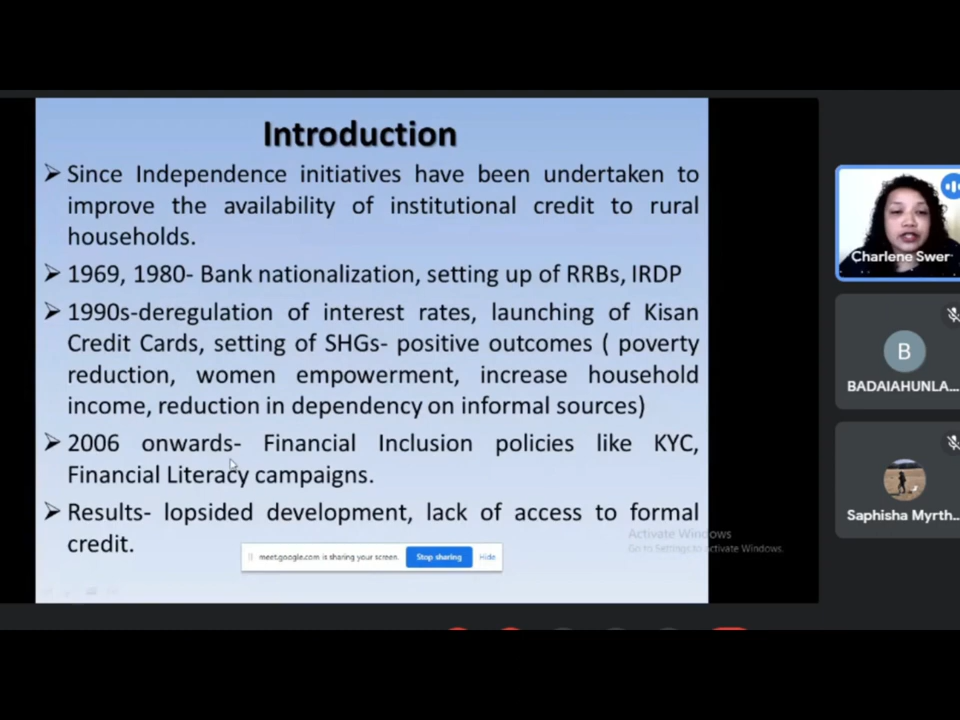 Introduction
➢ Since Independence initiatives have been undertaken to
improve the availability of institutional credit to rural
households.
➢ 1969, 1980- Bank nationalization, setting up of RRBs, IRDP
➢ 1990s-deregulation of interest rates, launching of Kisan
Credit Cards, setting of SHGs- positive outcomes ( poverty
reduction, women empowerment, increase household
income, reduction in dependency on informal sources)
➢ 2006 onwards- Financial Inclusion policies like KYC,
Financial Literacy campaigns.
➢ Results- lopsided development, lack of access to formal
credit.
meet.google.com is sharing your screen.
Stop sharing
Hide
Activate Windows
Go to Settings to activate Windows.
Charlene Swer
B
BADAIAHUNLA...
Saphisha Myrth...